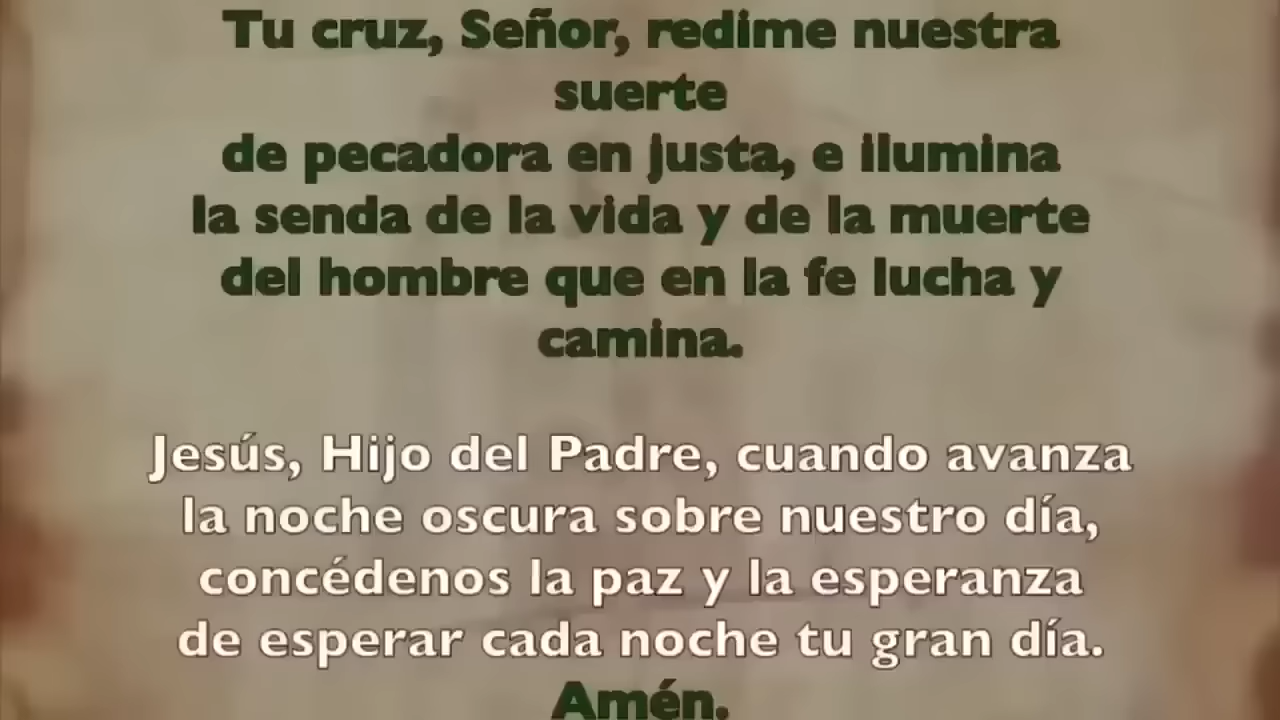 Tu cruz, Señor, redime nuestra
suerte
de pecadora en justa, e ilumina
la senda de la vida y de la muerte
del hombre que en la fe lucha y
camina.
Jesús, Hijo del Padre, cuando avanza
la noche oscura sobre nuestro día,
concédenos la paz y la esperanza
de esperar cada noche tu gran día.
Amén.